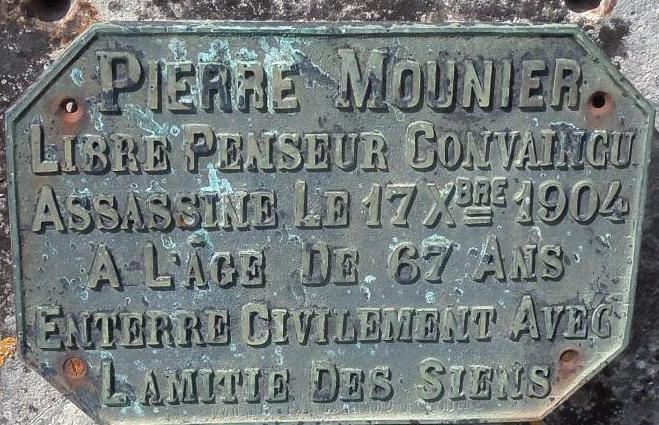 PIERRE MOUNIER
LIBRE PENSEUR CONVAINCU
ASSASSINE LE 17 XBRE 1904
A L'ÂGE DE 67 ANS
ENTERRE CIVILEMENT AVEC
L'AMITIE DES SIENS